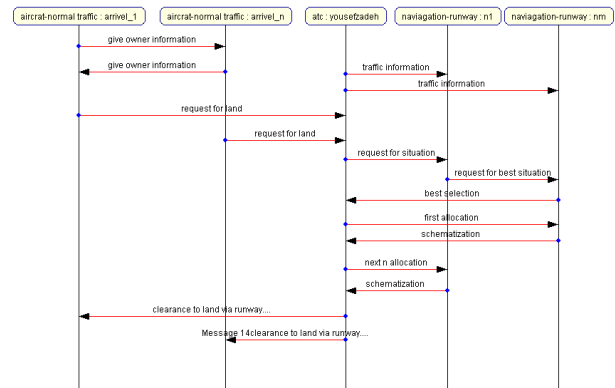 aircrat-normal traffic : arrivel_1
aircrat-normal traffic : arrivel_n
atc : yousefzadeh
naviagation-runway : n1
naviagation-runway : nrn
give owner information
give owner information
traffic information
traffic information
request for land
request for land
request for situation
request for best situation
best selection
first allocation
schematization
next n allocation
schematization
clearance to land via runway....
Message 14clearance to land via runway....